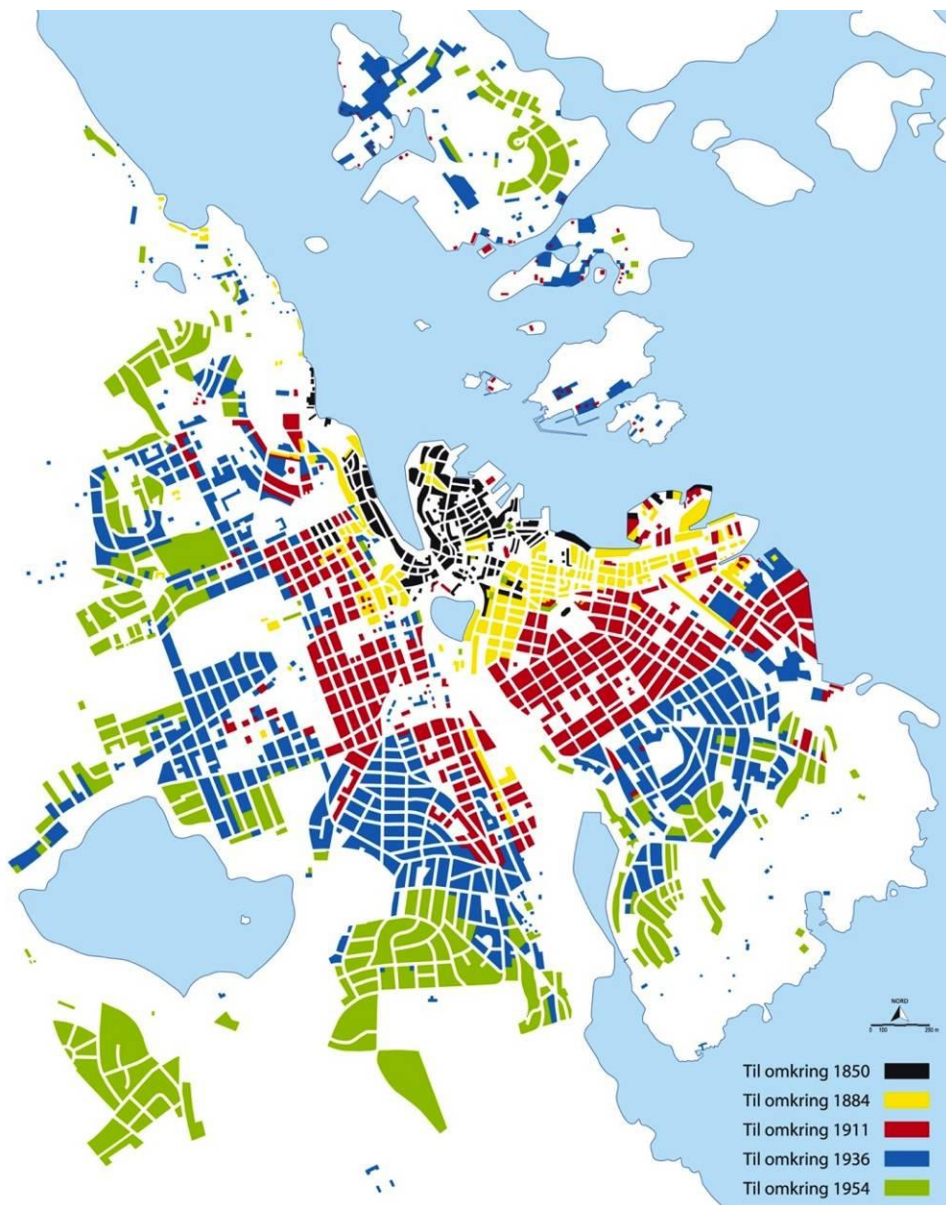 NORD
0 100 250 m
Til omkring 1850
Til omkring 1884
Til omkring 1911
Til omkring 1936
Til omkring 1954